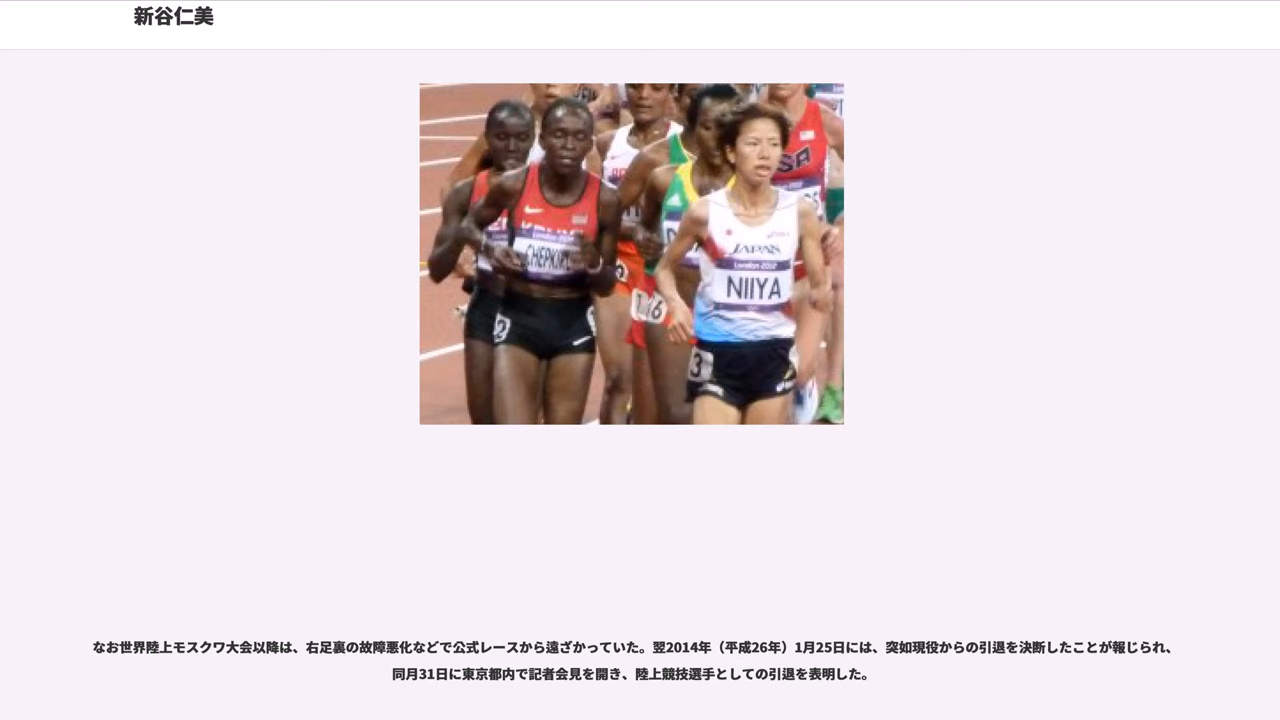 新谷仁美
SA
JAPAN
London 2012
London 2012
NIIYA
3
2
なお世界陸上モスクワ大会以降は、右足裏の故障悪化などで公式レースから遠ざかっていた。翌2014年（平成26年）1月25日には、突如現役からの引退を決断したことが報じられ、
同月31日に東京都内で記者会見を開き、陸上競技選手としての引退を表明した。